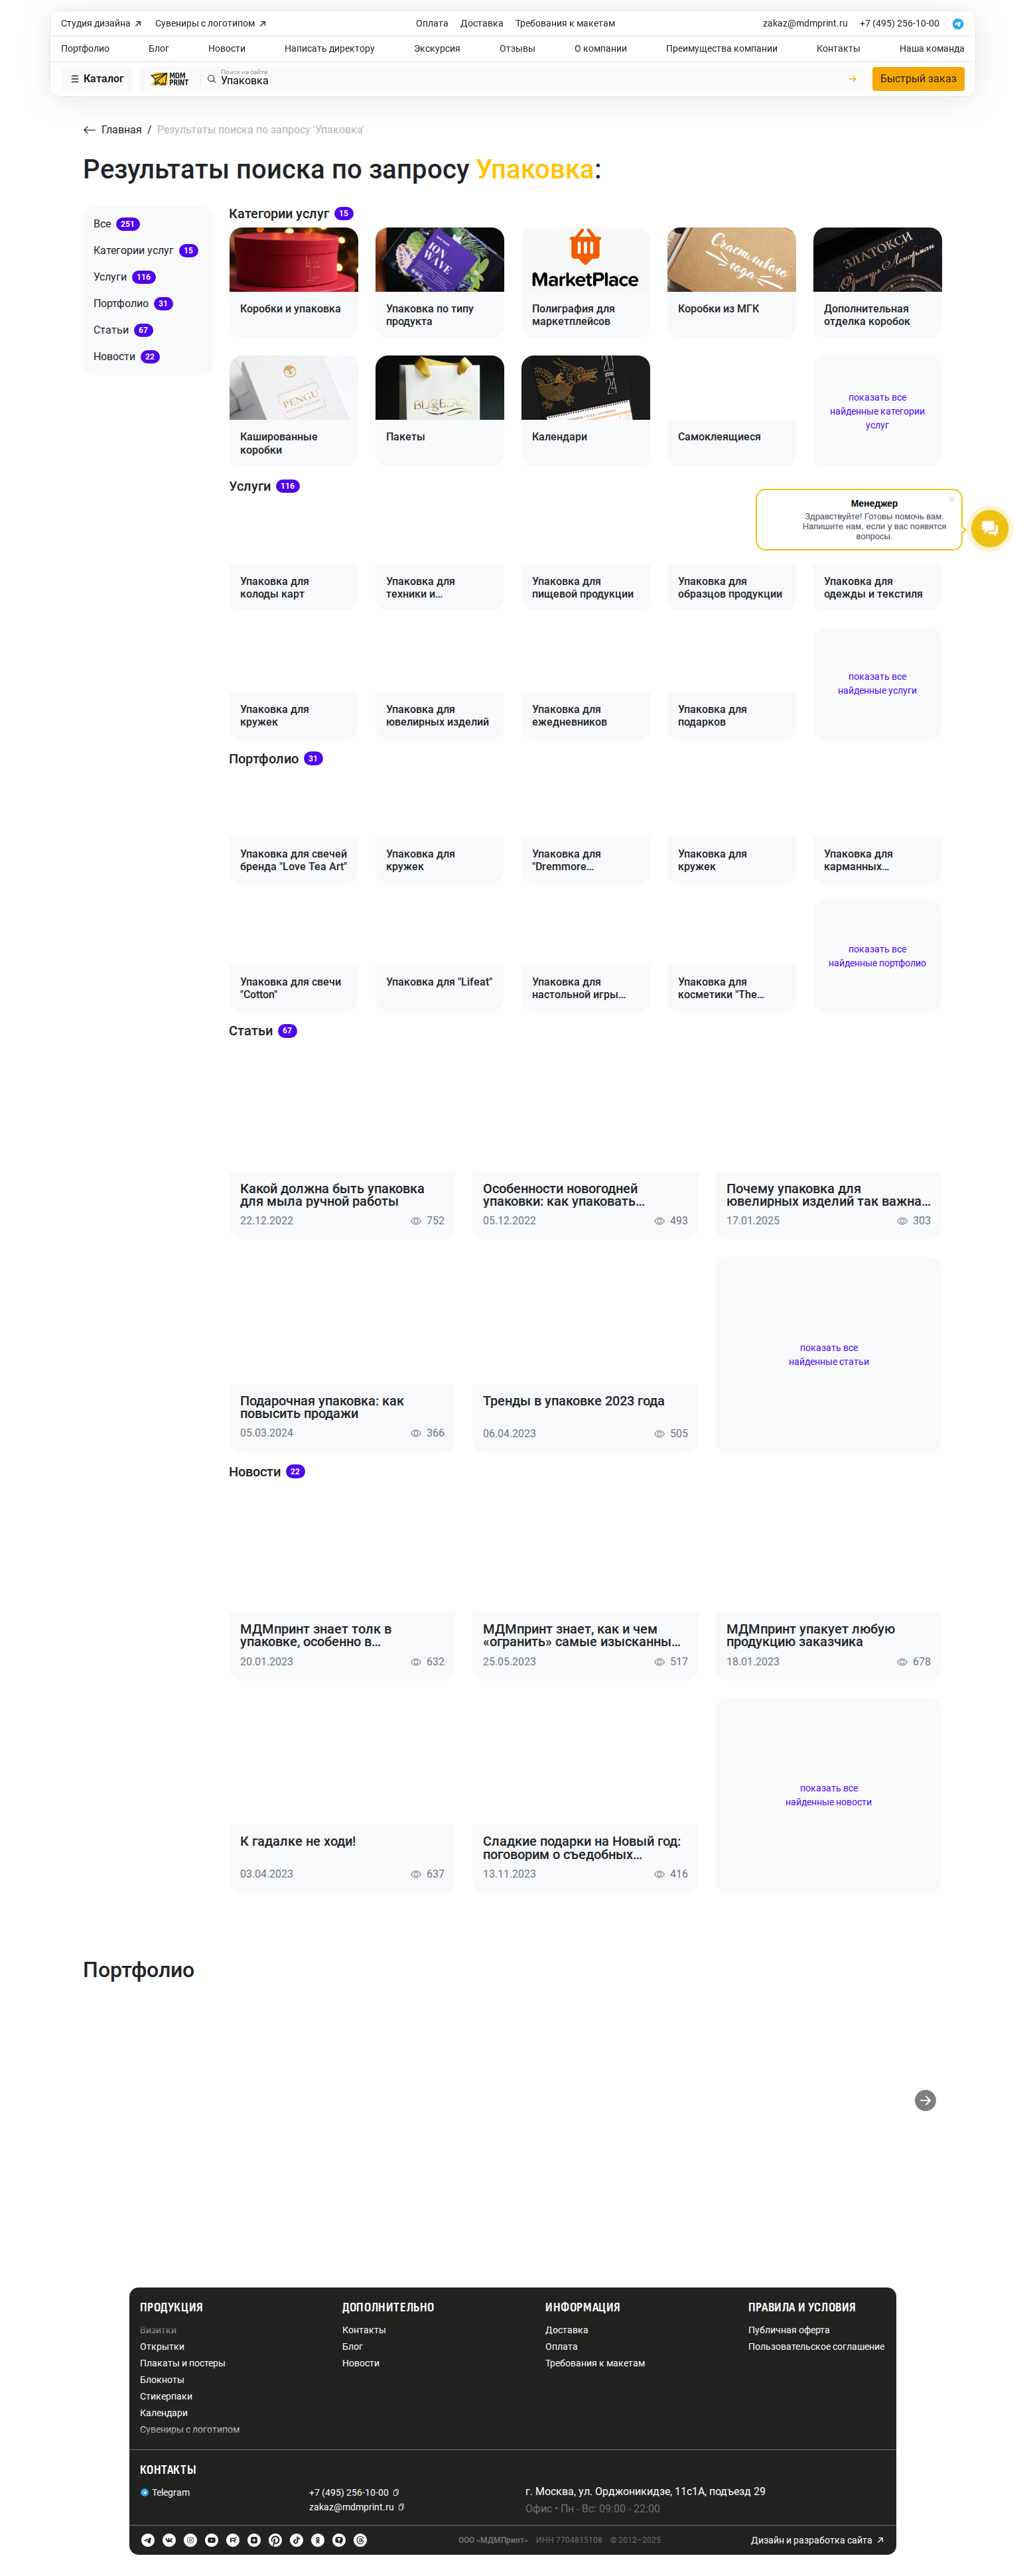 Студия дизайна
Сувениры с логотипом
Оплата
Доставка
Требования к макетам
zakaz@mdmprint.ru
+7 (495) 256-10-00
Портфолио
Блог
Новости
Написать директору
Экскурсия
Отзывы
О компании
Преимущества компании
Контакты
Наша команда
Каталог
MDM
PRINT
Поиск на сайте
Упаковка
Быстрый заказ
Главная / Результаты поиска по запросу 'Упаковка'
Результаты поиска по запросу Упаковка:
Все 251
Категории услуг 15
Услуги 116
Портфолио 31
Статьи 67
Новости 22
Категории услуг 15
ION
WAVE
MarketPlace
Счастливого
года
ЗЛАТОКСИ
Оракул Ленорман
Коробки и упаковка
Упаковка по типу
продукта
Полиграфия для
маркетплейсов
Коробки из МГК
Дополнительная
отделка коробок
PENGU
2024
Кашированные
коробки
Пакеты
Календари
Самоклеящиеся
показать все
найденные категории
услуг
Услуги 116
Менеджер
Здравствуйте! Готовы помочь вам.
Напишите нам, если у вас появятся
вопросы.
Упаковка для
колоды карт
Упаковка для
техники и...
Упаковка для
пищевой продукции
Упаковка для
образцов продукции
Упаковка для
одежды и текстиля
Упаковка для
кружек
Упаковка для
ювелирных изделий
Упаковка для
ежедневников
Упаковка для
подарков
показать все
найденные услуги
Портфолио 31
Упаковка для свечей
бренда "Love Tea Art"
Упаковка для
кружек
Упаковка для
"Dremmore...
Упаковка для
кружек
Упаковка для
карманных...
Упаковка для свечи
"Cotton"
Упаковка для "Lifeat"
Упаковка для
настольной игры...
Упаковка для
косметики "The...
показать все
найденные портфолио
Статьи 67
Какой должна быть упаковка
для мыла ручной работы
22.12.2022 752
Особенности новогодней
упаковки: как упаковать...
05.12.2022 493
Почему упаковка для
ювелирных изделий так важна...
17.01.2025 303
Подарочная упаковка: как
повысить продажи
05.03.2024 366
Тренды в упаковке 2023 года
06.04.2023 505
показать все
найденные статьи
Новости 22
МДМпринт знает толк в
упаковке, особенно в...
20.01.2023 632
МДМпринт знает, как и чем
«огранить» самые изысканны...
25.05.2023 517
МДМпринт упакует любую
продукцию заказчика
18.01.2023 678
К гадалке не ходи!
03.04.2023 637
Сладкие подарки на Новый год:
поговорим о съедобных...
13.11.2023 416
показать все
найденные новости
Портфолио
ПРОДУКЦИЯ
Визитки
Открытки
Плакаты и постеры
Блокноты
Стикерпаки
Календари
Сувениры с логотипом
ДОПОЛНИТЕЛЬНО
Контакты
Блог
Новости
ИНФОРМАЦИЯ
Доставка
Оплата
Требования к макетам
ПРАВИЛА И УСЛОВИЯ
Публичная оферта
Пользовательское соглашение
КОНТАКТЫ
Telegram
+7 (495) 256-10-00
zakaz@mdmprint.ru
г. Москва, ул. Орджоникидзе, 11с1А, подъезд 29
Офис • Пн - Вс: 09:00 - 22:00
ООО «МДМПринт» ИНН 7704815108 © 2012–2025
Дизайн и разработка сайта